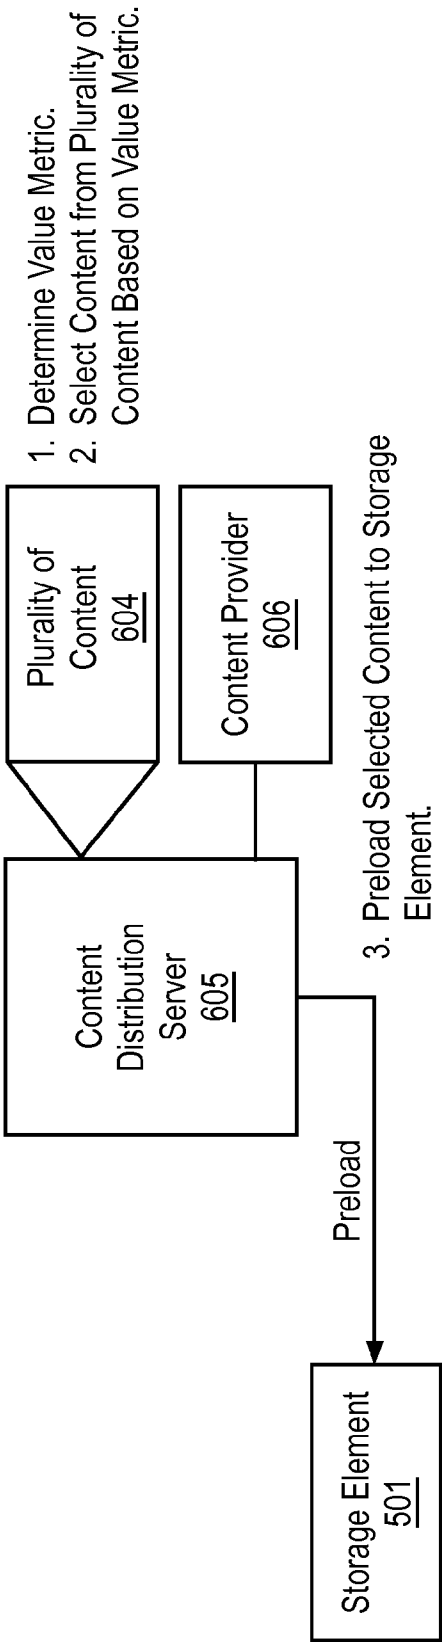 1. Determine Value Metric.
2. Select Content from Plurality of
Content Based on Value Metric.
Plurality of
Content
604
Content Provider
606
Content
Distribution
Server
605
3. Preload Selected Content to Storage
Element.
Preload
Storage Element
501